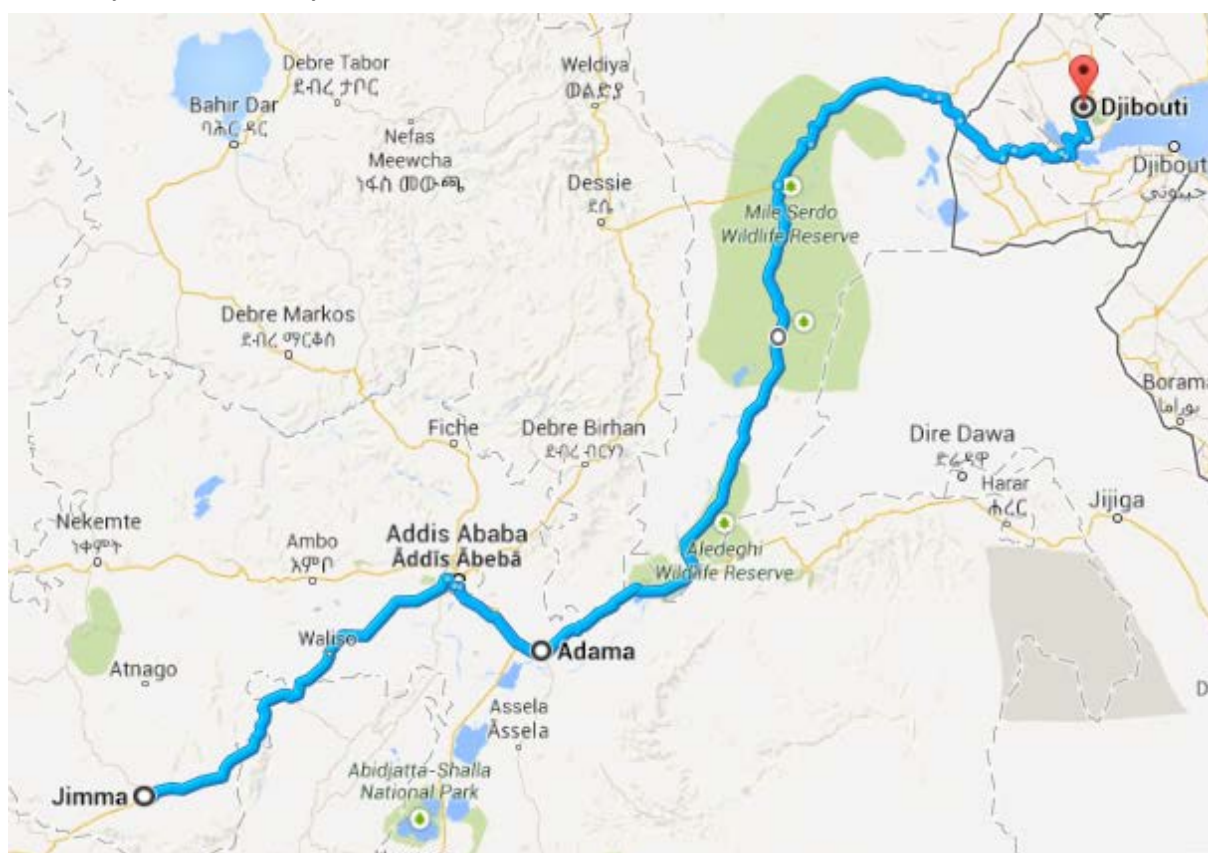 Debre Tabor
ደብረ ታቦር
Weldiya
ወልድያ
Bahir Dar
ባሕር ዳር
Djibouti
Nefas
Meewcha
ነፋስ መውጫ
Djibout
جيبوتي
Dessie
ደሴ
Mile Serdo
Wildlife Reserve
Debre Markos
ደብረ ማርቆስ
Borama
بوراما
Fiche
Debre Birhan
ደብረ ብርሃን
Dire Dawa
ድሬዳዋ
Harar
ሐረር
Jijiga
Nekemte
ነቀምት
Ambo
አምቦ
Addis Ababa
Āddīs Ābebā
Aledeghi
Wildlife Reserve
Waliso
Adama
Atnago
D
Assela
Āssela
Abidjatta-Shalla
National Park
Jimma